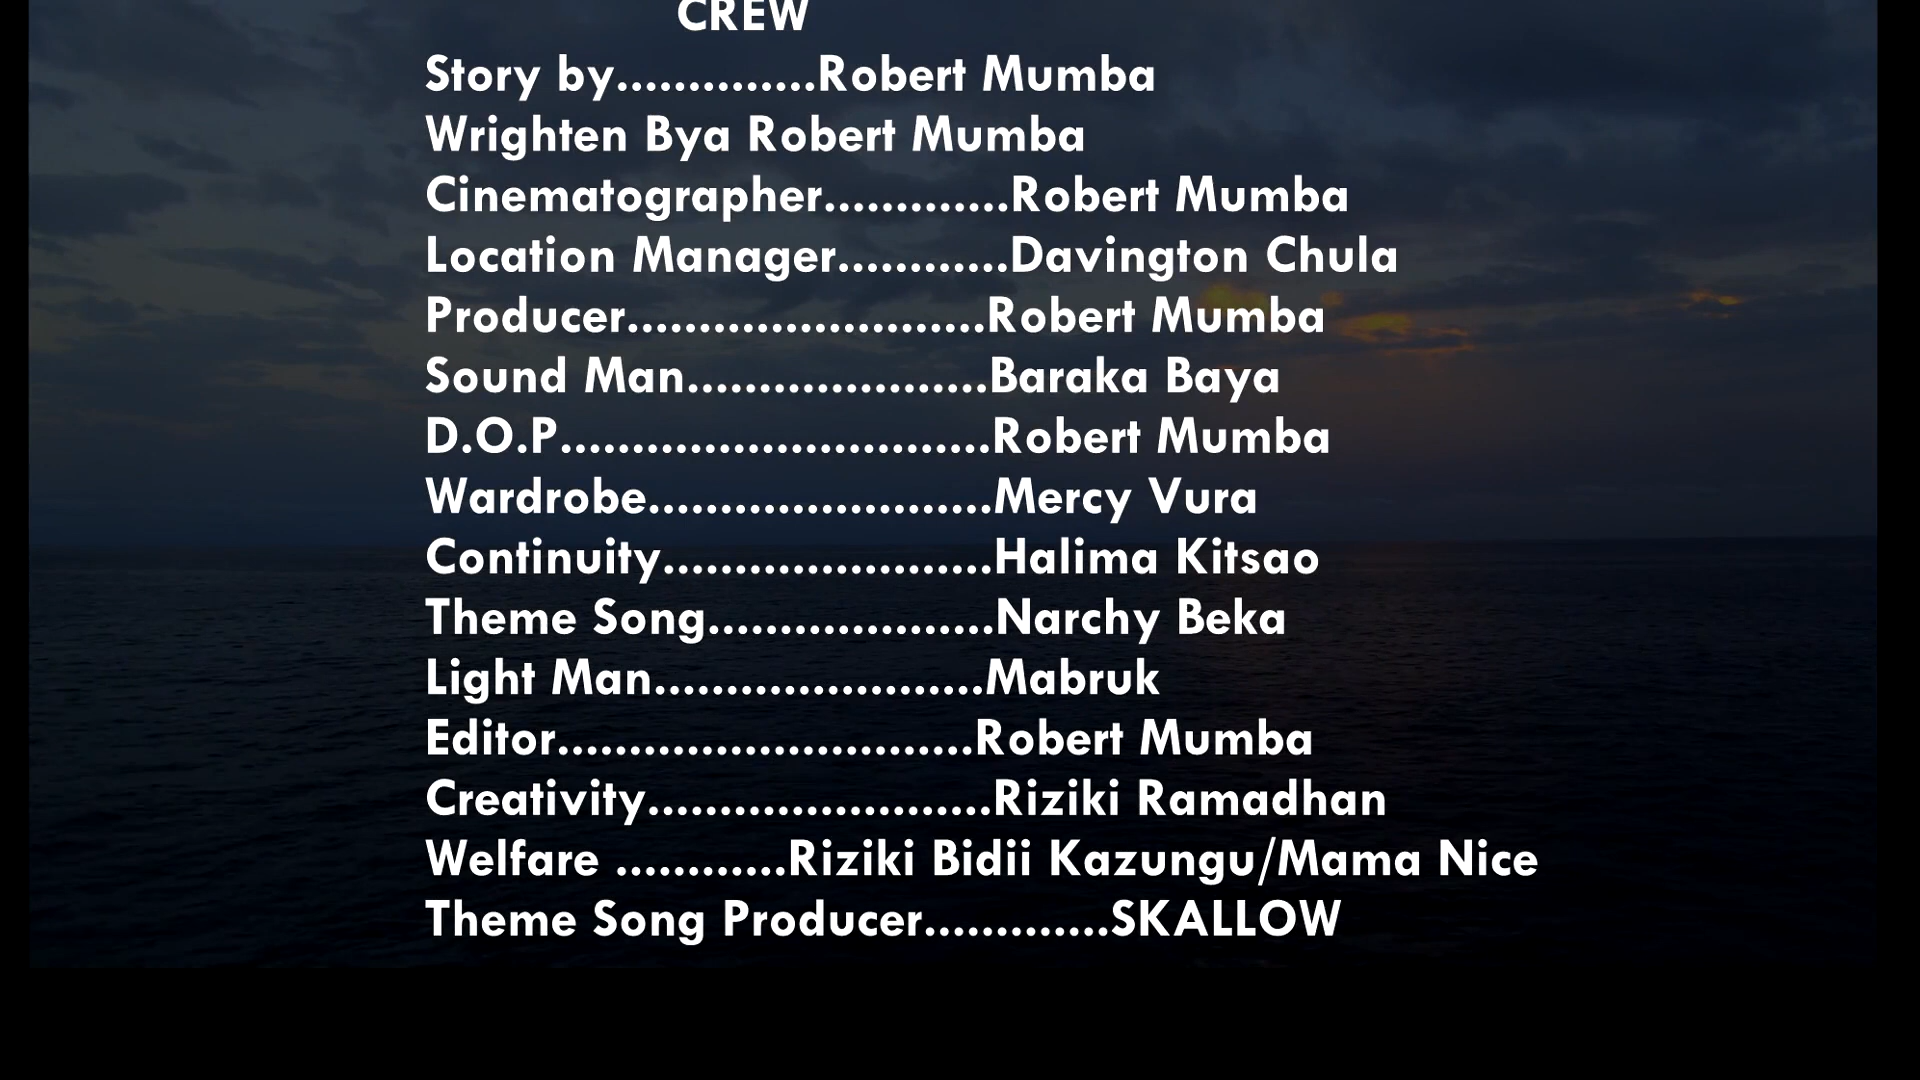 CREW
Story by..............Robert Mumba
Wrighten Bya Robert Mumba
Cinematographer.............Robert Mumba
Location Manager............Davington Chula
Producer.........................Robert Mumba
Sound Man.....................Baraka Baya
D.O.P..............................Robert Mumba
Wardrobe........................Mercy Vura
Continuity.......................Halima Kitsao
Theme Song....................Narchy Beka
Light Man.......................Mabruk
Editor.............................Robert Mumba
Creativity........................Riziki Ramadhan
Welfare ............Riziki Bidii Kazungu/Mama Nice
Theme Song Producer.............SKALLOW